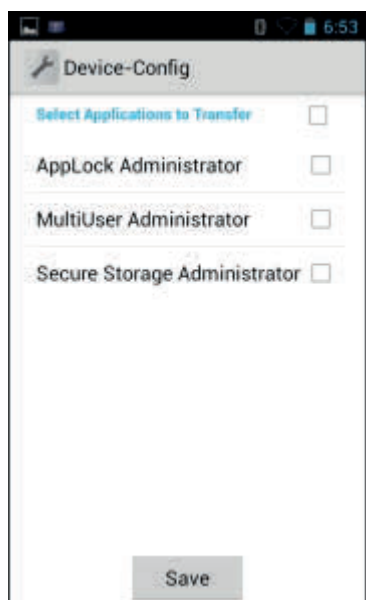 6:53
Device-Config
Select Applications to Transfer
AppLock Administrator
MultiUser Administrator
Secure Storage Administrator
Save